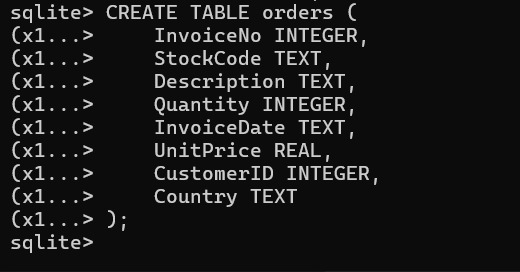 sqlite> CREATE TABLE orders (
(x1...>     InvoiceNo INTEGER,
(x1...>     StockCode TEXT,
(x1...>     Description TEXT,
(x1...>     Quantity INTEGER,
(x1...>     InvoiceDate TEXT,
(x1...>     UnitPrice REAL,
(x1...>     CustomerID INTEGER,
(x1...>     Country TEXT
(x1...> );
sqlite>